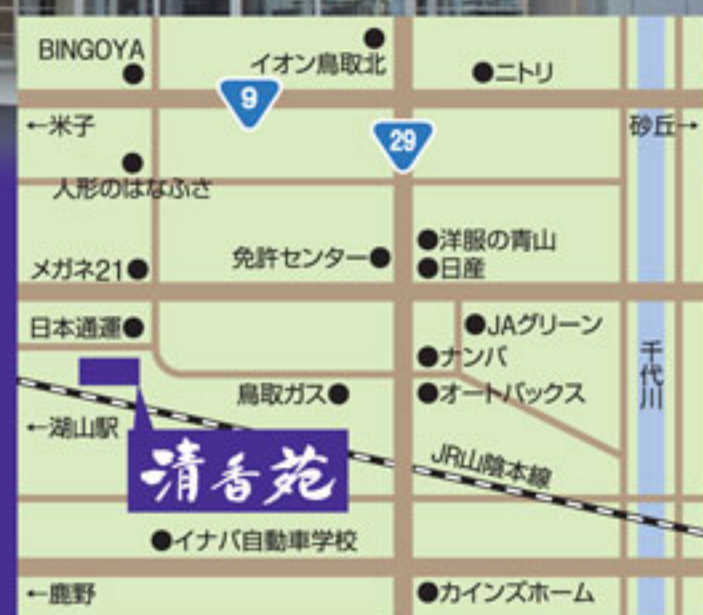 BINGOYA
イオン鳥取北
ニトリ
9
←米子
29
砂丘→
人形のはなふさ
洋服の青山
免許センター
メガネ21
日産
日本通運
JAグリーン
ナンバ
千代川
鳥取ガス
オートバックス
←湖山駅
清香苑
JR山陰本線
イナバ自動車学校
←鹿野
カインズホーム